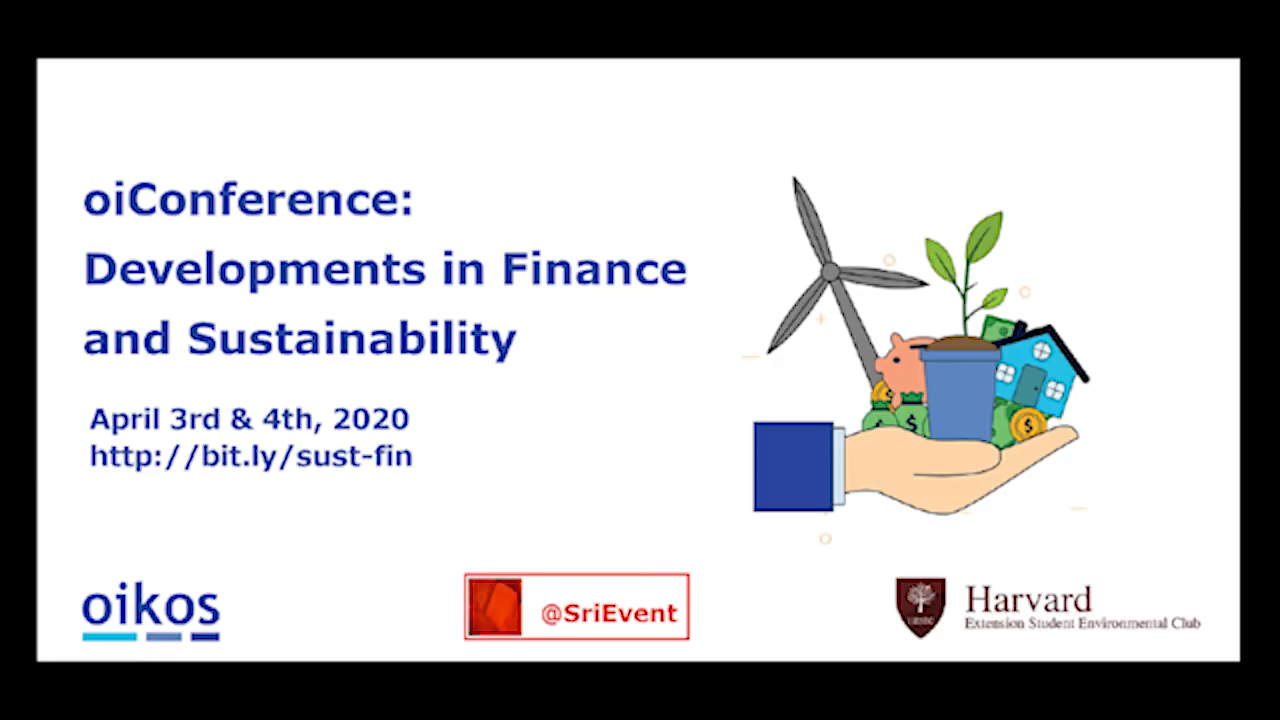 oiConference:
Developments in Finance
and Sustainability
April 3rd & 4th, 2020
http://bit.ly/sust-fin
oikos
@SriEvent
Harvard
Extension Student Environmental Club
$
$
$